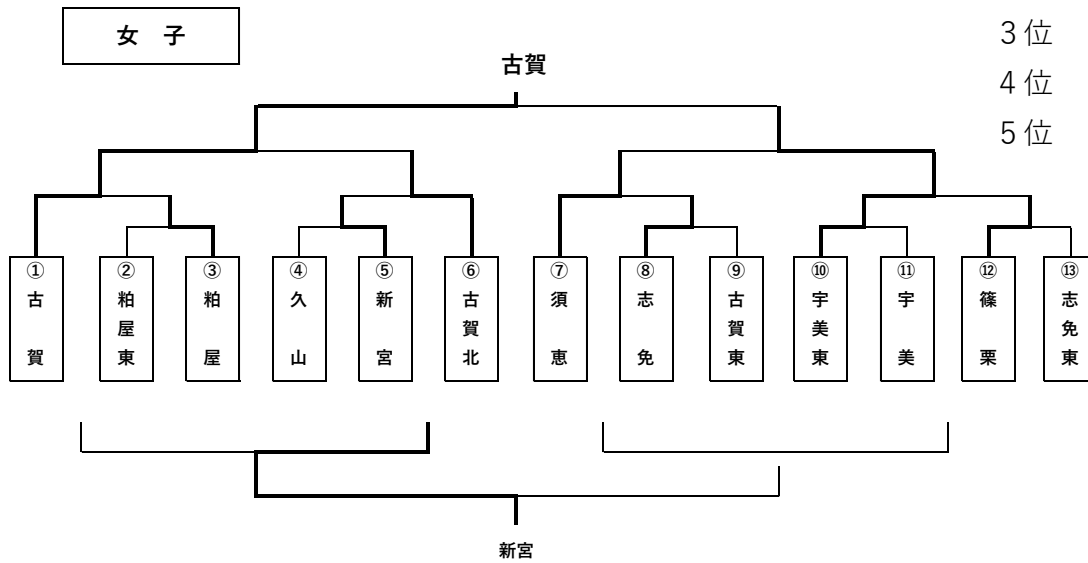 女 子
3位
4位
5位
古賀
① 古賀
② 粕屋東
③ 粕屋
④ 久山
⑤ 新宮
⑥ 古賀北
⑦ 須恵
⑧ 志免
⑨ 古賀東
⑩ 宇美東
⑪ 宇美
⑫ 篠栗
⑬ 志免東
新宮